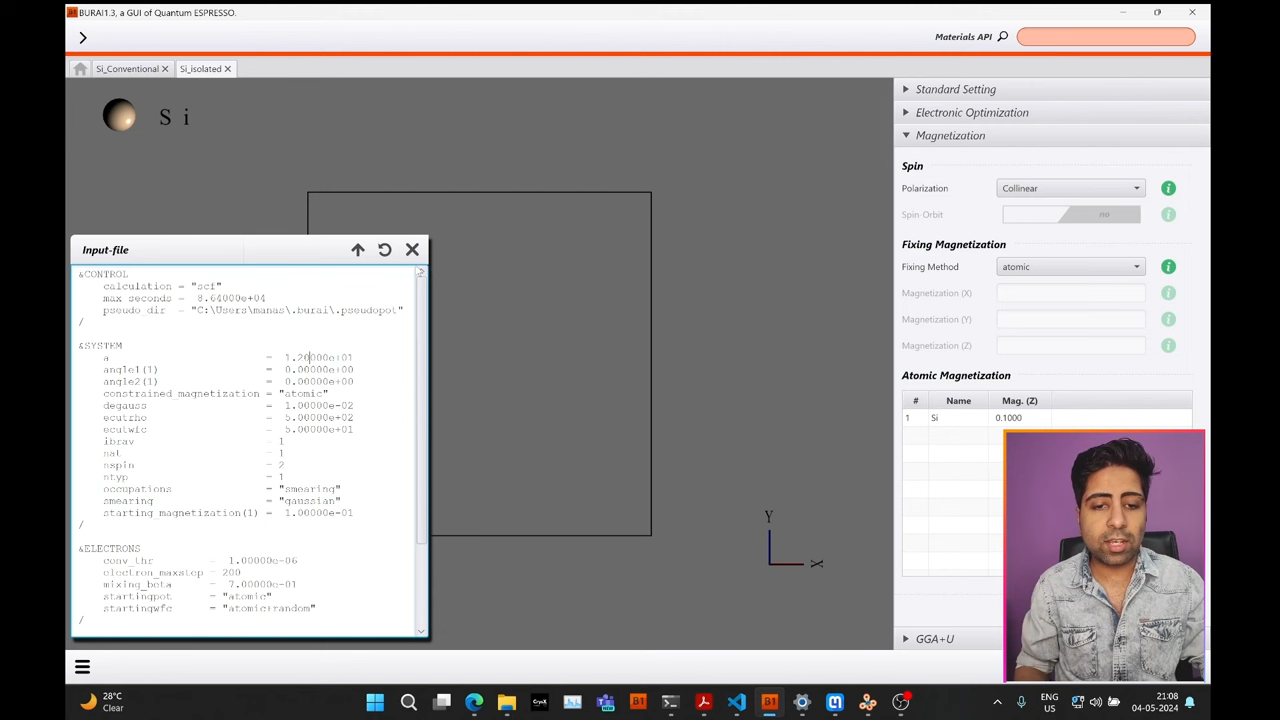 BURAI1.3, a GUI of Quantum ESPRESSO.
Materials API
Si_Conventional
Si_isolated
Si
Standard Setting
Electronic Optimization
Magnetization
Spin
Polarization Collinear
Spin-Orbit no
Fixing Magnetization
Fixing Method atomic
Magnetization (X)
Magnetization (Y)
Magnetization (Z)
Atomic Magnetization
# Name Mag. (Z)
1 Si 0.1000
GGA+U
Input-file
&CONTROL
calculation = "scf"
max_seconds = 8.64000e+04
pseudo_dir = "C:\Users\manas\.burai\.pseudopot"
/
&SYSTEM
a = 1.20000e+01
angle1(1) = 0.00000e+00
angle2(1) = 0.00000e+00
constrained_magnetization = "atomic"
degauss = 1.00000e-02
ecutrho = 5.00000e+02
ecutwfc = 5.00000e+01
ibrav = 1
nat = 1
nspin = 2
ntyp = 1
occupations = "smearing"
smearing = "gaussian"
starting_magnetization(1) = 1.00000e-01
/
&ELECTRONS
conv_thr = 1.00000e-06
electron_maxstep = 200
mixing_beta = 7.00000e-01
startingpot = "atomic"
startingwfc = "atomic+random"
/
Y
X
28°C
Clear
ENG
US
21:08
04-05-2024